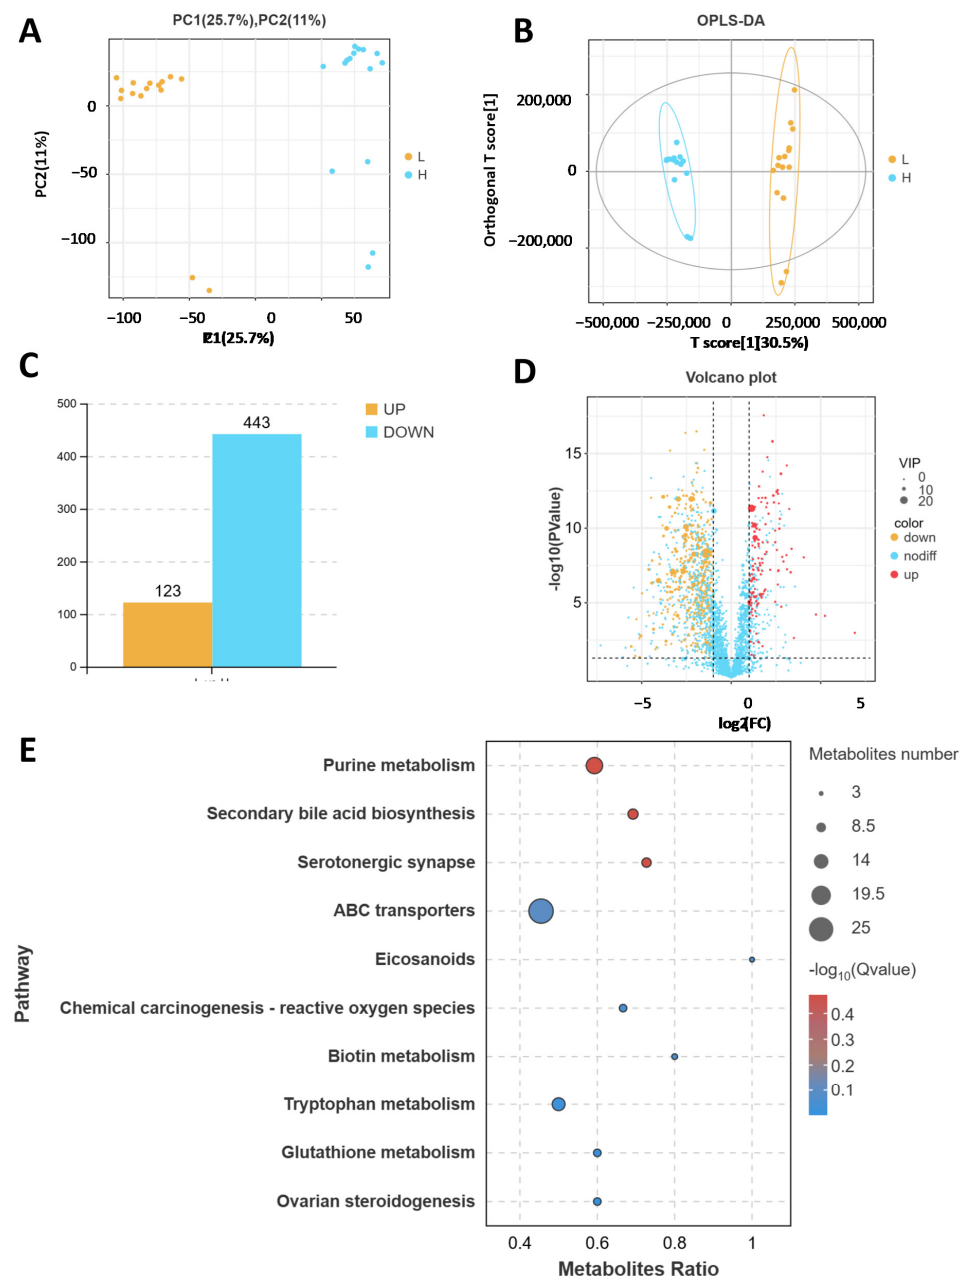 A
PC1(25.7%),PC2(11%)
0
−50
−100
PC2(11%)
−100 −50 0 50
PC1(25.7%)
L
H
B
OPLS-DA
200,000
0
−200,000
Orthogonal T score[1]
−500,000 −250,000 0 250,000 500,000
T score[1](30.5%)
L
H
C
500
400
300
200
100
0
123
443
UP
DOWN
D
Volcano plot
15
10
5
-log10(PValue)
−5 0 5
log2(FC)
VIP
0
10
20
color
down
nodiff
up
E
Pathway
Purine metabolism
Secondary bile acid biosynthesis
Serotonergic synapse
ABC transporters
Eicosanoids
Chemical carcinogenesis - reactive oxygen species
Biotin metabolism
Tryptophan metabolism
Glutathione metabolism
Ovarian steroidogenesis
0.4 0.6 0.8 1
Metabolites Ratio
Metabolites number
3
8.5
14
19.5
25
-log10(Qvalue)
0.4
0.3
0.2
0.1